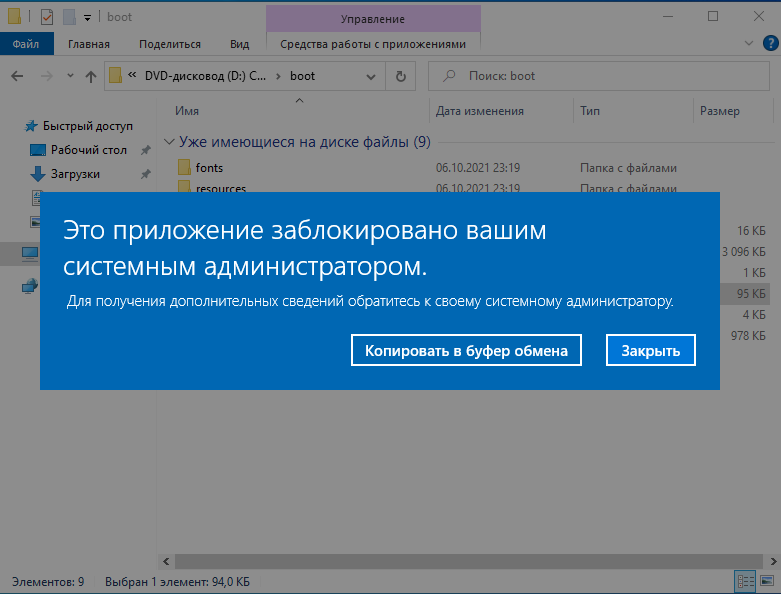 boot
Управление
Файл
Главная
Поделиться
Вид
Средства работы с приложениями
DVD-дисковод (D:) C...
boot
Поиск: boot
Имя
Дата изменения
Тип
Размер
Быстрый доступ
Рабочий стол
Загрузки
Уже имеющиеся на диске файлы (9)
fonts
06.10.2021 23:19
Папка с файлами
resources
06.10.2021 23:19
Папка с файлами
16 КБ
3 096 КБ
1 КБ
95 КБ
4 КБ
978 КБ
Это приложение заблокировано вашим
системным администратором.
Для получения дополнительных сведений обратитесь к своему системному администратору.
Копировать в буфер обмена
Закрыть
Элементов: 9
Выбран 1 элемент: 94,0 КБ